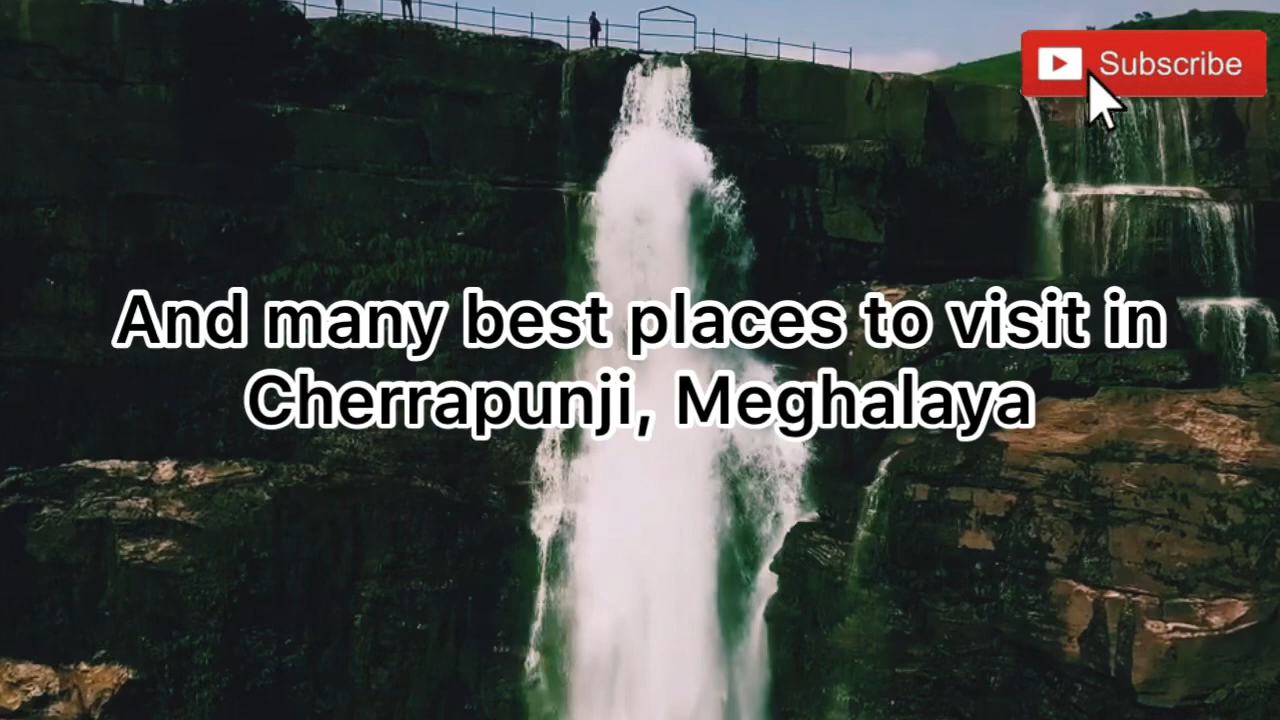 Subscribe
And many best places to visit in
Cherrapunji, Meghalaya